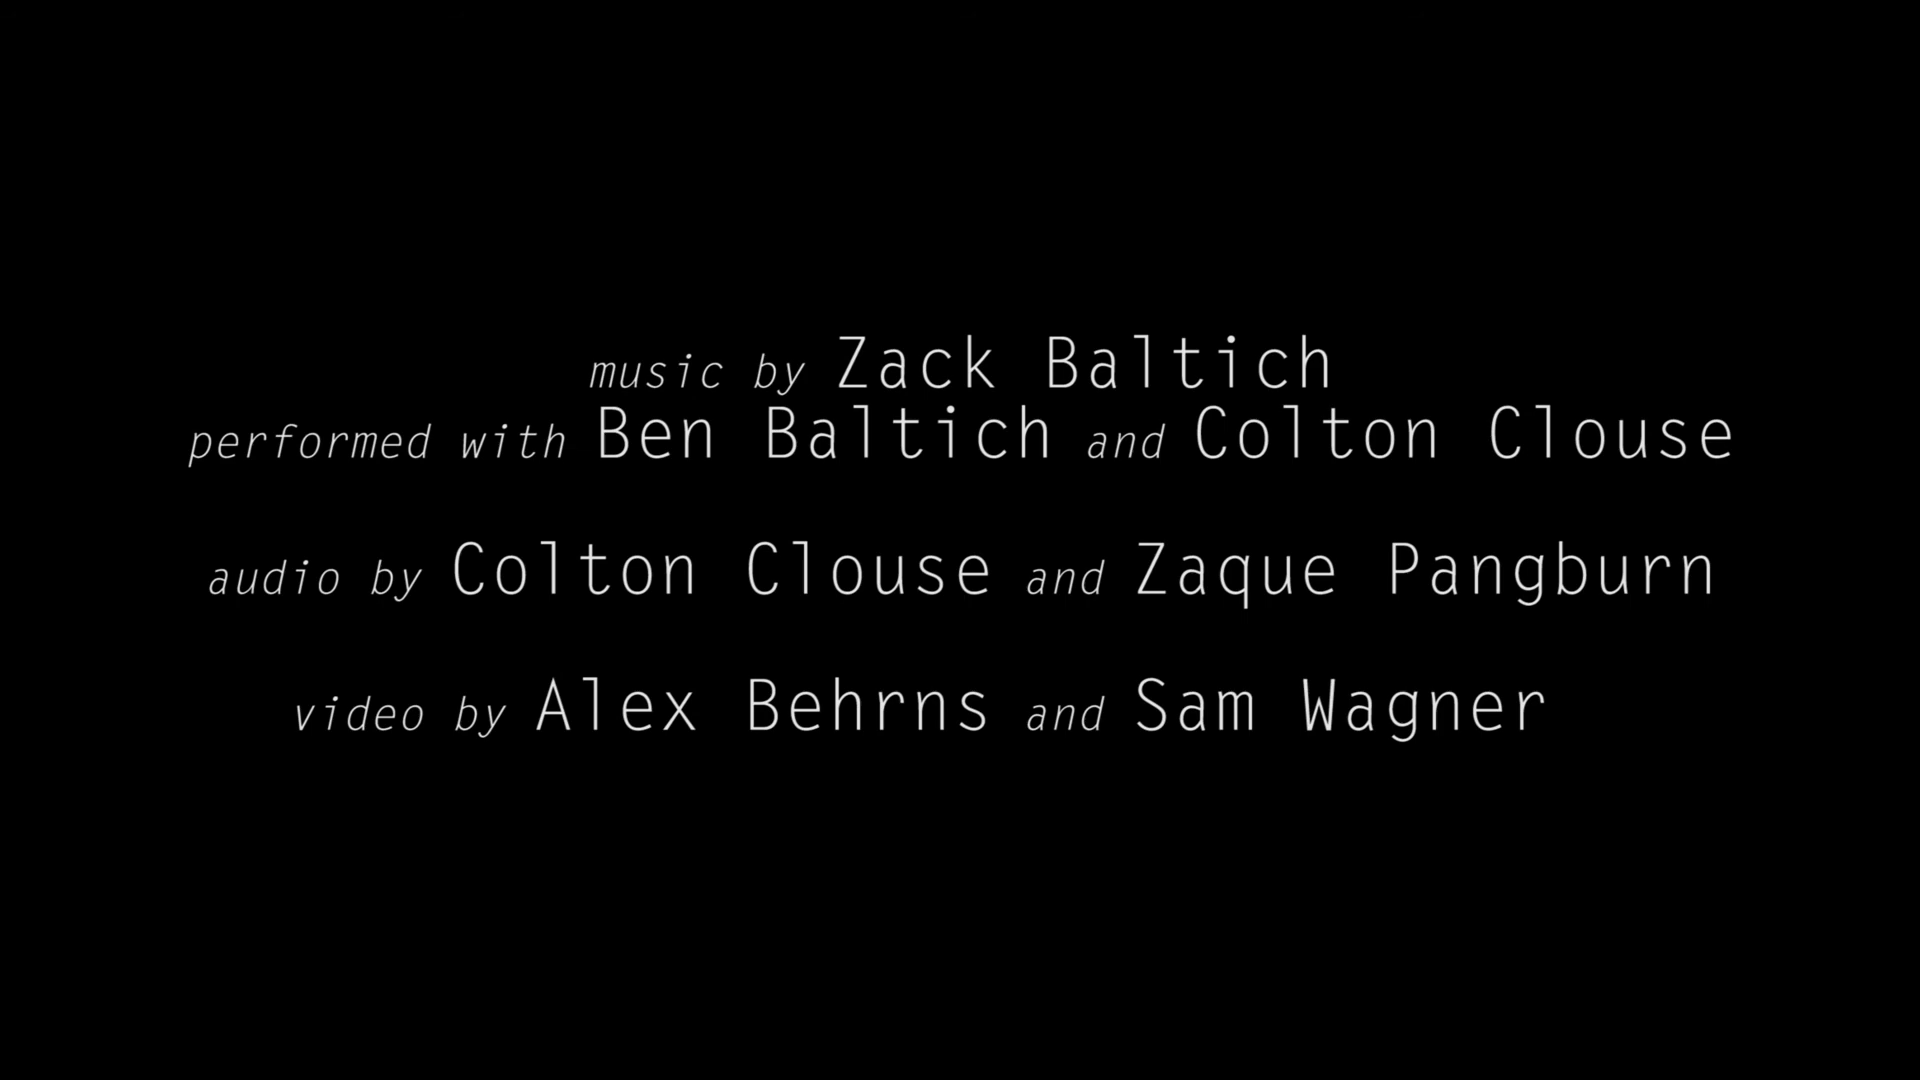 music by Zack Baltich
performed with Ben Baltich and Colton Clouse
audio by Colton Clouse and Zaque Pangburn
video by Alex Behrns and Sam Wagner